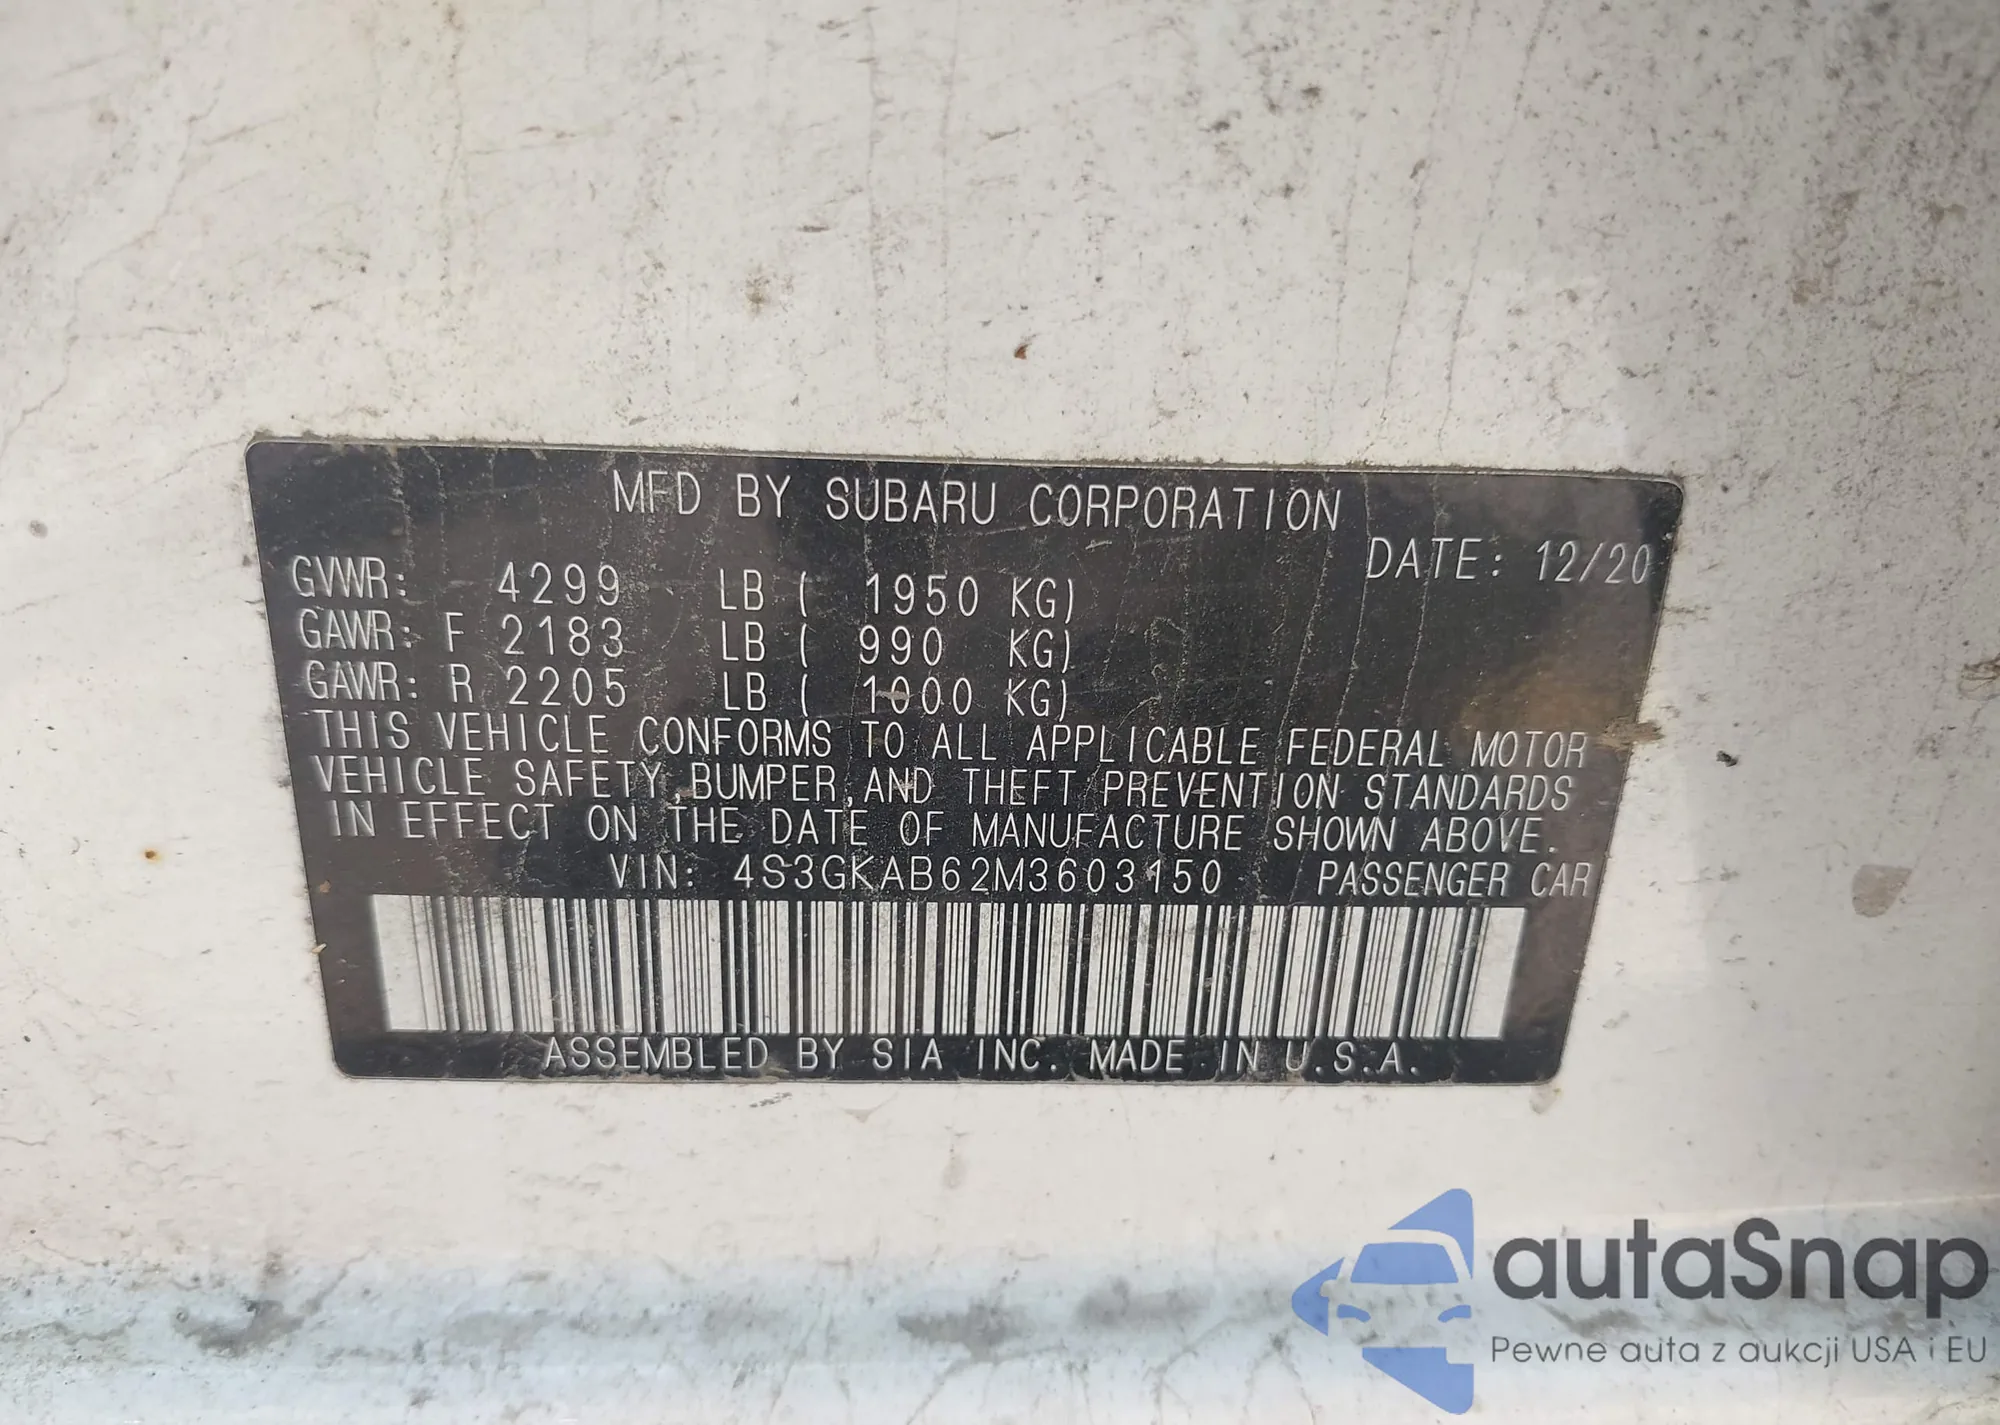 MFD BY SUBARU CORPORATION
DATE: 12/20
GVWR: 4299 LB ( 1950 KG)
GAWR: F 2183 LB ( 990 KG)
GAWR: R 2205 LB ( 1000 KG)
THIS VEHICLE CONFORMS TO ALL APPLICABLE FEDERAL MOTOR
VEHICLE SAFETY, BUMPER, AND THEFT PREVENTION STANDARDS
IN EFFECT ON THE DATE OF MANUFACTURE SHOWN ABOVE.
VIN: 4S3GKAB62M3603150 PASSENGER CAR
ASSEMBLED BY SIA INC. MADE IN U.S.A.
autaSnap
Pewne auta z aukcji USA i EU